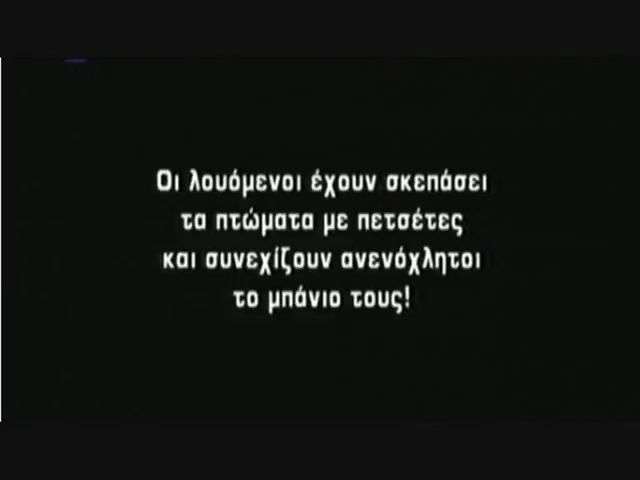 Οι λουόμενοι έχουν σκεπάσει
τα πτώματα με πετσέτες
και συνεχίζουν ανενόχλητοι
το μπάνιο τους!